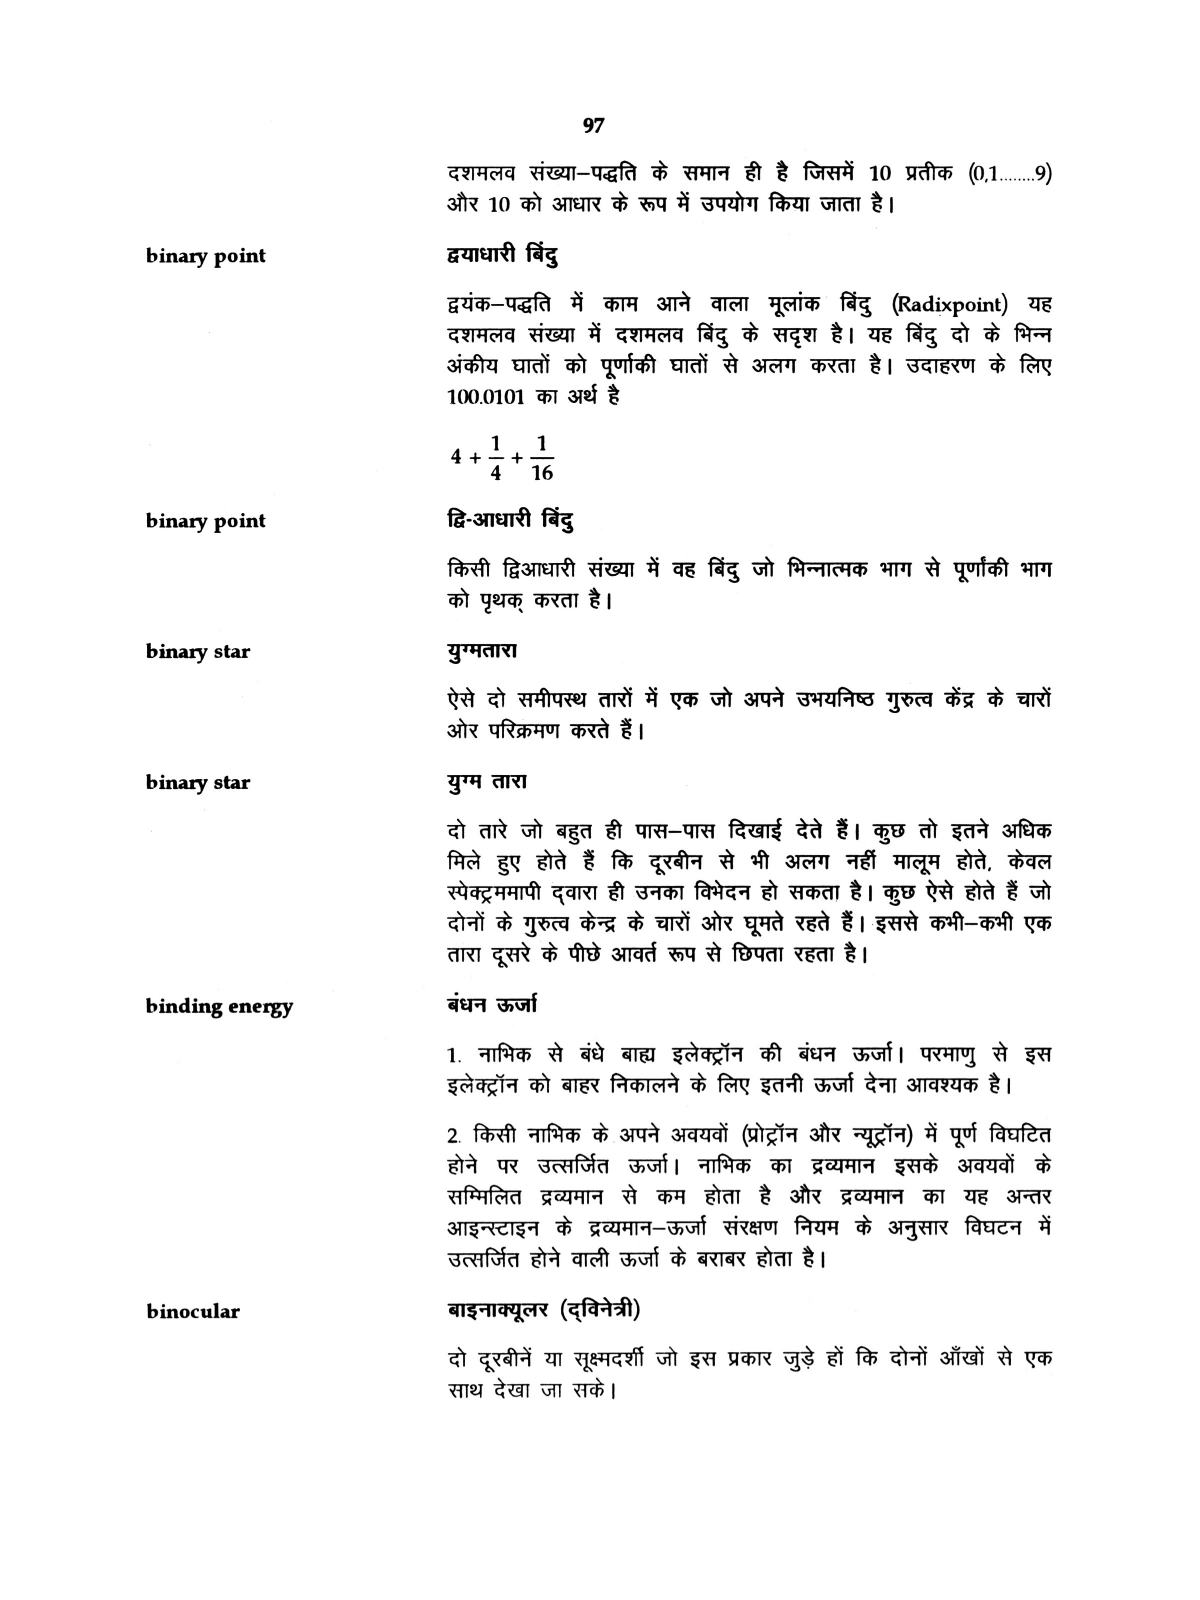 97
दशमलव संख्या–पद्धति के समान ही है जिसमें 10 प्रतीक (0,1........9)
और 10 को आधार के रूप में उपयोग किया जाता है।
binary point द्वयाधारी बिंदु
द्वयंक–पद्धति में काम आने वाला मूलांक बिंदु (Radixpoint) यह
दशमलव संख्या में दशमलव बिंदु के सदृश है। यह बिंदु दो के भिन्न
अंकीय घातों को पूर्णाकी घातों से अलग करता है। उदाहरण के लिए
100.0101 का अर्थ है
4 + 1/4 + 1/16
binary point द्वि-आधारी बिंदु
किसी द्विआधारी संख्या में वह बिंदु जो भिन्नात्मक भाग से पूर्णांकी भाग
को पृथक् करता है।
binary star युग्मतारा
ऐसे दो समीपस्थ तारों में एक जो अपने उभयनिष्ठ गुरुत्व केंद्र के चारों
ओर परिक्रमण करते हैं।
binary star युग्म तारा
दो तारे जो बहुत ही पास–पास दिखाई देते हैं। कुछ तो इतने अधिक
मिले हुए होते हैं कि दूरबीन से भी अलग नहीं मालूम होते, केवल
स्पेक्ट्रममापी द्‌वारा ही उनका विभेदन हो सकता है। कुछ ऐसे होते हैं जो
दोनों के गुरुत्व केन्द्र के चारों ओर घूमते रहते हैं। इससे कभी–कभी एक
तारा दूसरे के पीछे आवर्त रूप से छिपता रहता है।
binding energy बंधन ऊर्जा
1. नाभिक से बंधे बाह्य इलेक्ट्रॉन की बंधन ऊर्जा। परमाणु से इस
इलेक्ट्रॉन को बाहर निकालने के लिए इतनी ऊर्जा देना आवश्यक है।
2. किसी नाभिक के अपने अवयवों (प्रोट्रॉन और न्यूट्रॉन) में पूर्ण विघटित
होने पर उत्सर्जित ऊर्जा। नाभिक का द्रव्यमान इसके अवयवों के
सम्मिलित द्रव्यमान से कम होता है और द्रव्यमान का यह अन्तर
आइन्स्टाइन के द्रव्यमान–ऊर्जा संरक्षण नियम के अनुसार विघटन में
उत्सर्जित होने वाली ऊर्जा के बराबर होता है।
binocular बाइनाक्यूलर (द्‌विनेत्री)
दो दूरबीनें या सूक्ष्मदर्शी जो इस प्रकार जुड़े हों कि दोनों आँखों से एक
साथ देखा जा सके।